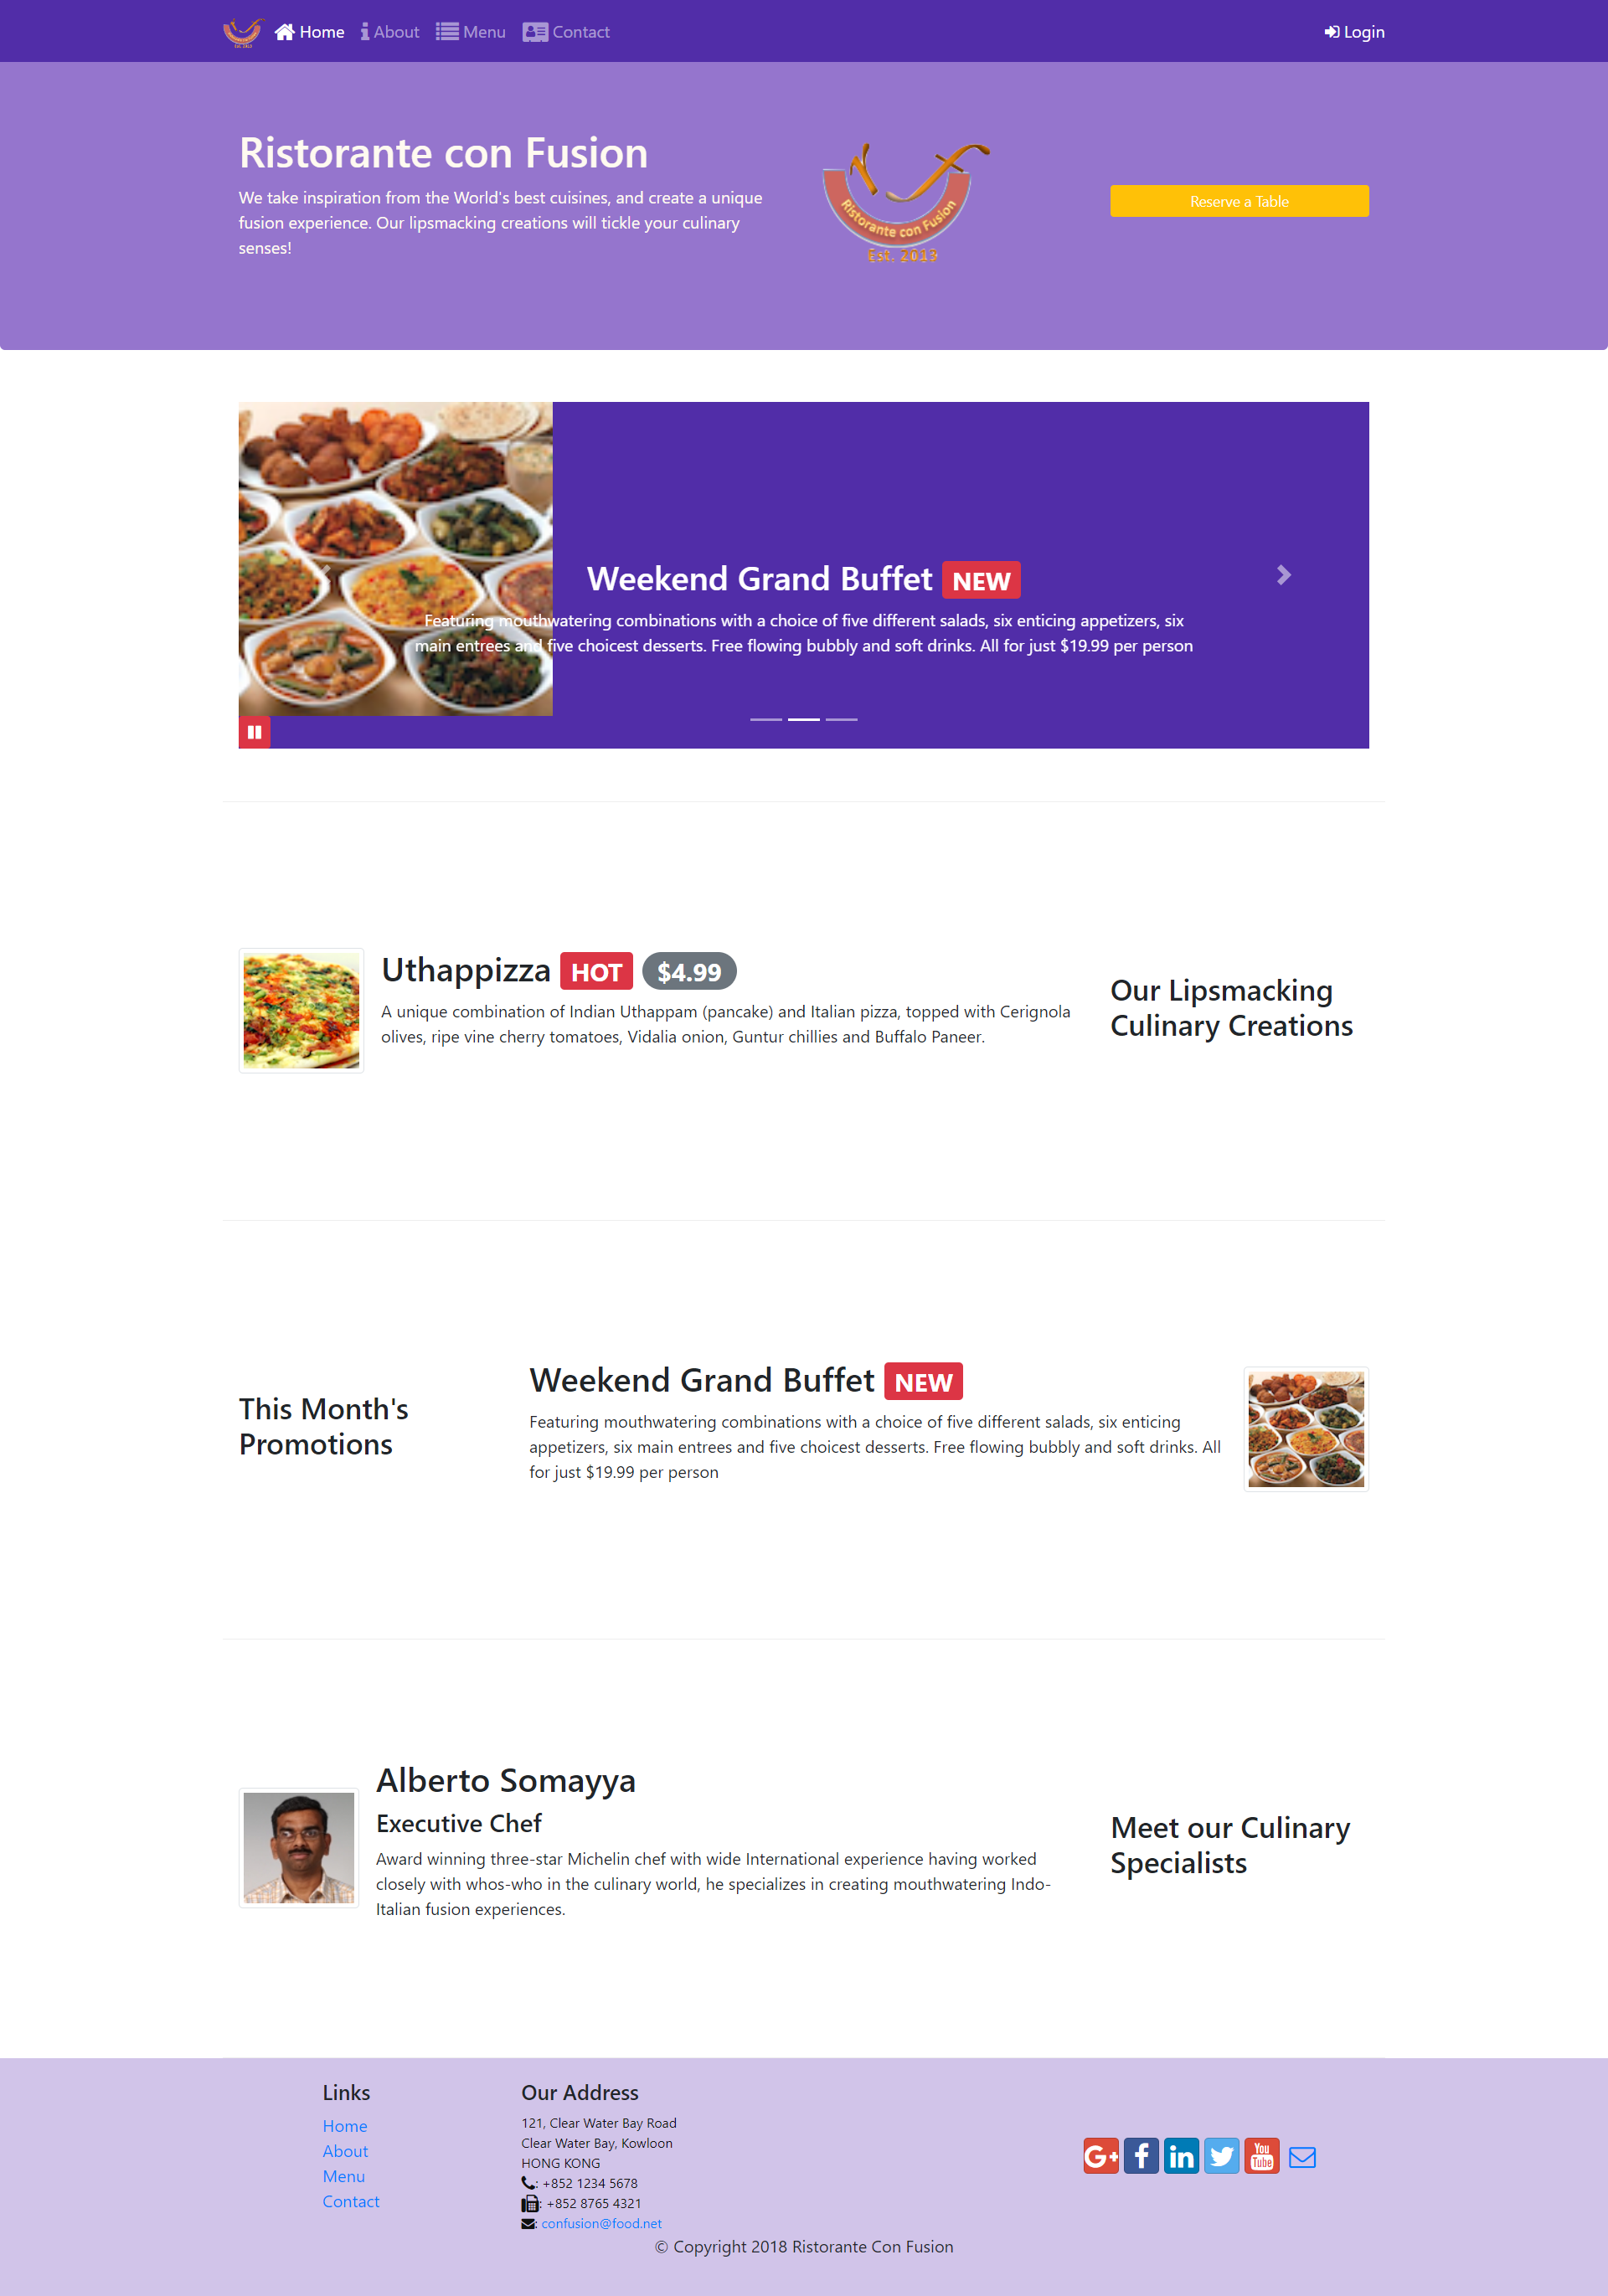 Home About Menu Contact Login
Ristorante con Fusion
We take inspiration from the World's best cuisines, and create a unique
fusion experience. Our lipsmacking creations will tickle your culinary
senses!
Ristorante con Fusion
Est. 2019
Reserve a Table
Weekend Grand Buffet NEW
Featuring mouthwatering combinations with a choice of five different salads, six enticing appetizers, six
main entrees and five choicest desserts. Free flowing bubbly and soft drinks. All for just $19.99 per person
Uthappizza HOT $4.99
A unique combination of Indian Uthappam (pancake) and Italian pizza, topped with Cerignola
olives, ripe vine cherry tomatoes, Vidalia onion, Guntur chillies and Buffalo Paneer.
Our Lipsmacking
Culinary Creations
This Month's
Promotions
Weekend Grand Buffet NEW
Featuring mouthwatering combinations with a choice of five different salads, six enticing
appetizers, six main entrees and five choicest desserts. Free flowing bubbly and soft drinks. All
for just $19.99 per person
Alberto Somayya
Executive Chef
Award winning three-star Michelin chef with wide International experience having worked
closely with whos-who in the culinary world, he specializes in creating mouthwatering Indo-
Italian fusion experiences.
Meet our Culinary
Specialists
Links
Home
About
Menu
Contact
Our Address
121, Clear Water Bay Road
Clear Water Bay, Kowloon
HONG KONG
: +852 1234 5678
: +852 8765 4321
: confusion@food.net
G+ f in You Tube
© Copyright 2018 Ristorante Con Fusion